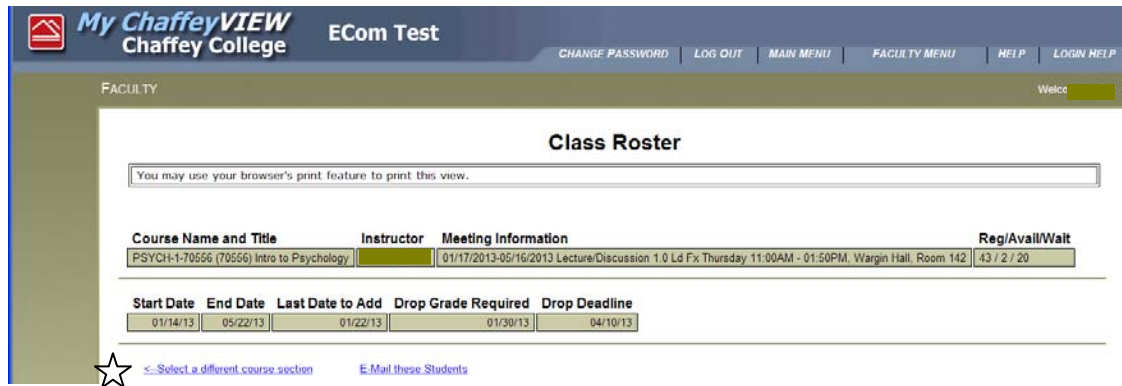 My ChaffeyVIEW
Chaffey College
ECom Test
CHANGE PASSWORD LOG OUT MAIN MENU FACULTY MENU HELP LOGIN HELP
FACULTY
Welcc
Class Roster
You may use your browser's print feature to print this view.
Course Name and Title Instructor Meeting Information Reg/Avail/Wait
PSYCH-1-70556 (70556) Intro to Psychology 01/17/2013-05/16/2013 Lecture/Discussion 1.0 Ld Fx Thursday 11:00AM - 01:50PM, Wargin Hall, Room 142 43 / 2 / 20
Start Date End Date Last Date to Add Drop Grade Required Drop Deadline
01/14/13 05/22/13 01/22/13 01/30/13 04/10/13
<--Select a different course section E-Mail these Students